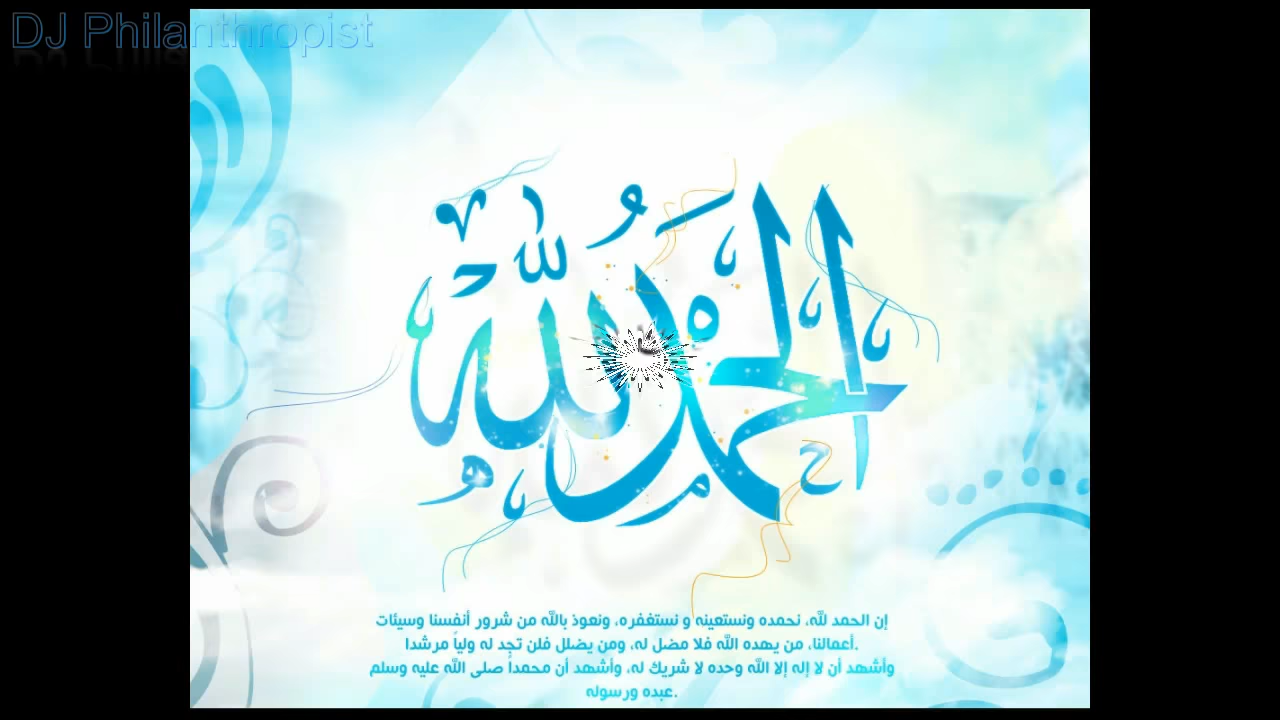 DJ Philanthropist
الحمد لله
إن الحمد لله، نحمده ونستعينه و نستغفره، ونعوذ بالله من شرور أنفسنا وسيئات
أعمالنا، من يهده الله فلا مضل له، ومن يضلل فلن تجد له ولياً مرشدا.
وأشهد أن لا إله إلا الله وحده لا شريك له، وأشهد أن محمداً صلى الله عليه وسلم
عبده ورسوله.